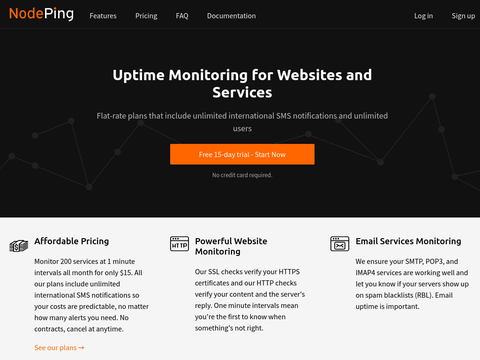 NodePing
Features Pricing FAQ Documentation Log in Sign up
Uptime Monitoring for Websites and
Services
Flat-rate plans that include unlimited international SMS notifications and unlimited
users
Free 15-day trial - Start Now
No credit card required.
Affordable Pricing
Monitor 200 services at 1 minute
intervals all month for only $15. All
our plans include unlimited
international SMS notifications so
your costs are predictable, no matter
how many alerts you need. No
contracts, cancel at anytime.
See our plans →
HTTP
Powerful Website
Monitoring
Our SSL checks verify your HTTPS
certificates and our HTTP checks
verify your content and the server's
reply. One minute intervals mean
you're the first to know when
something's not right.
Email Services Monitoring
We ensure your SMTP, POP3, and
IMAP4 services are working well and
let you know if your servers show up
on spam blacklists (RBL). Email
uptime is important.